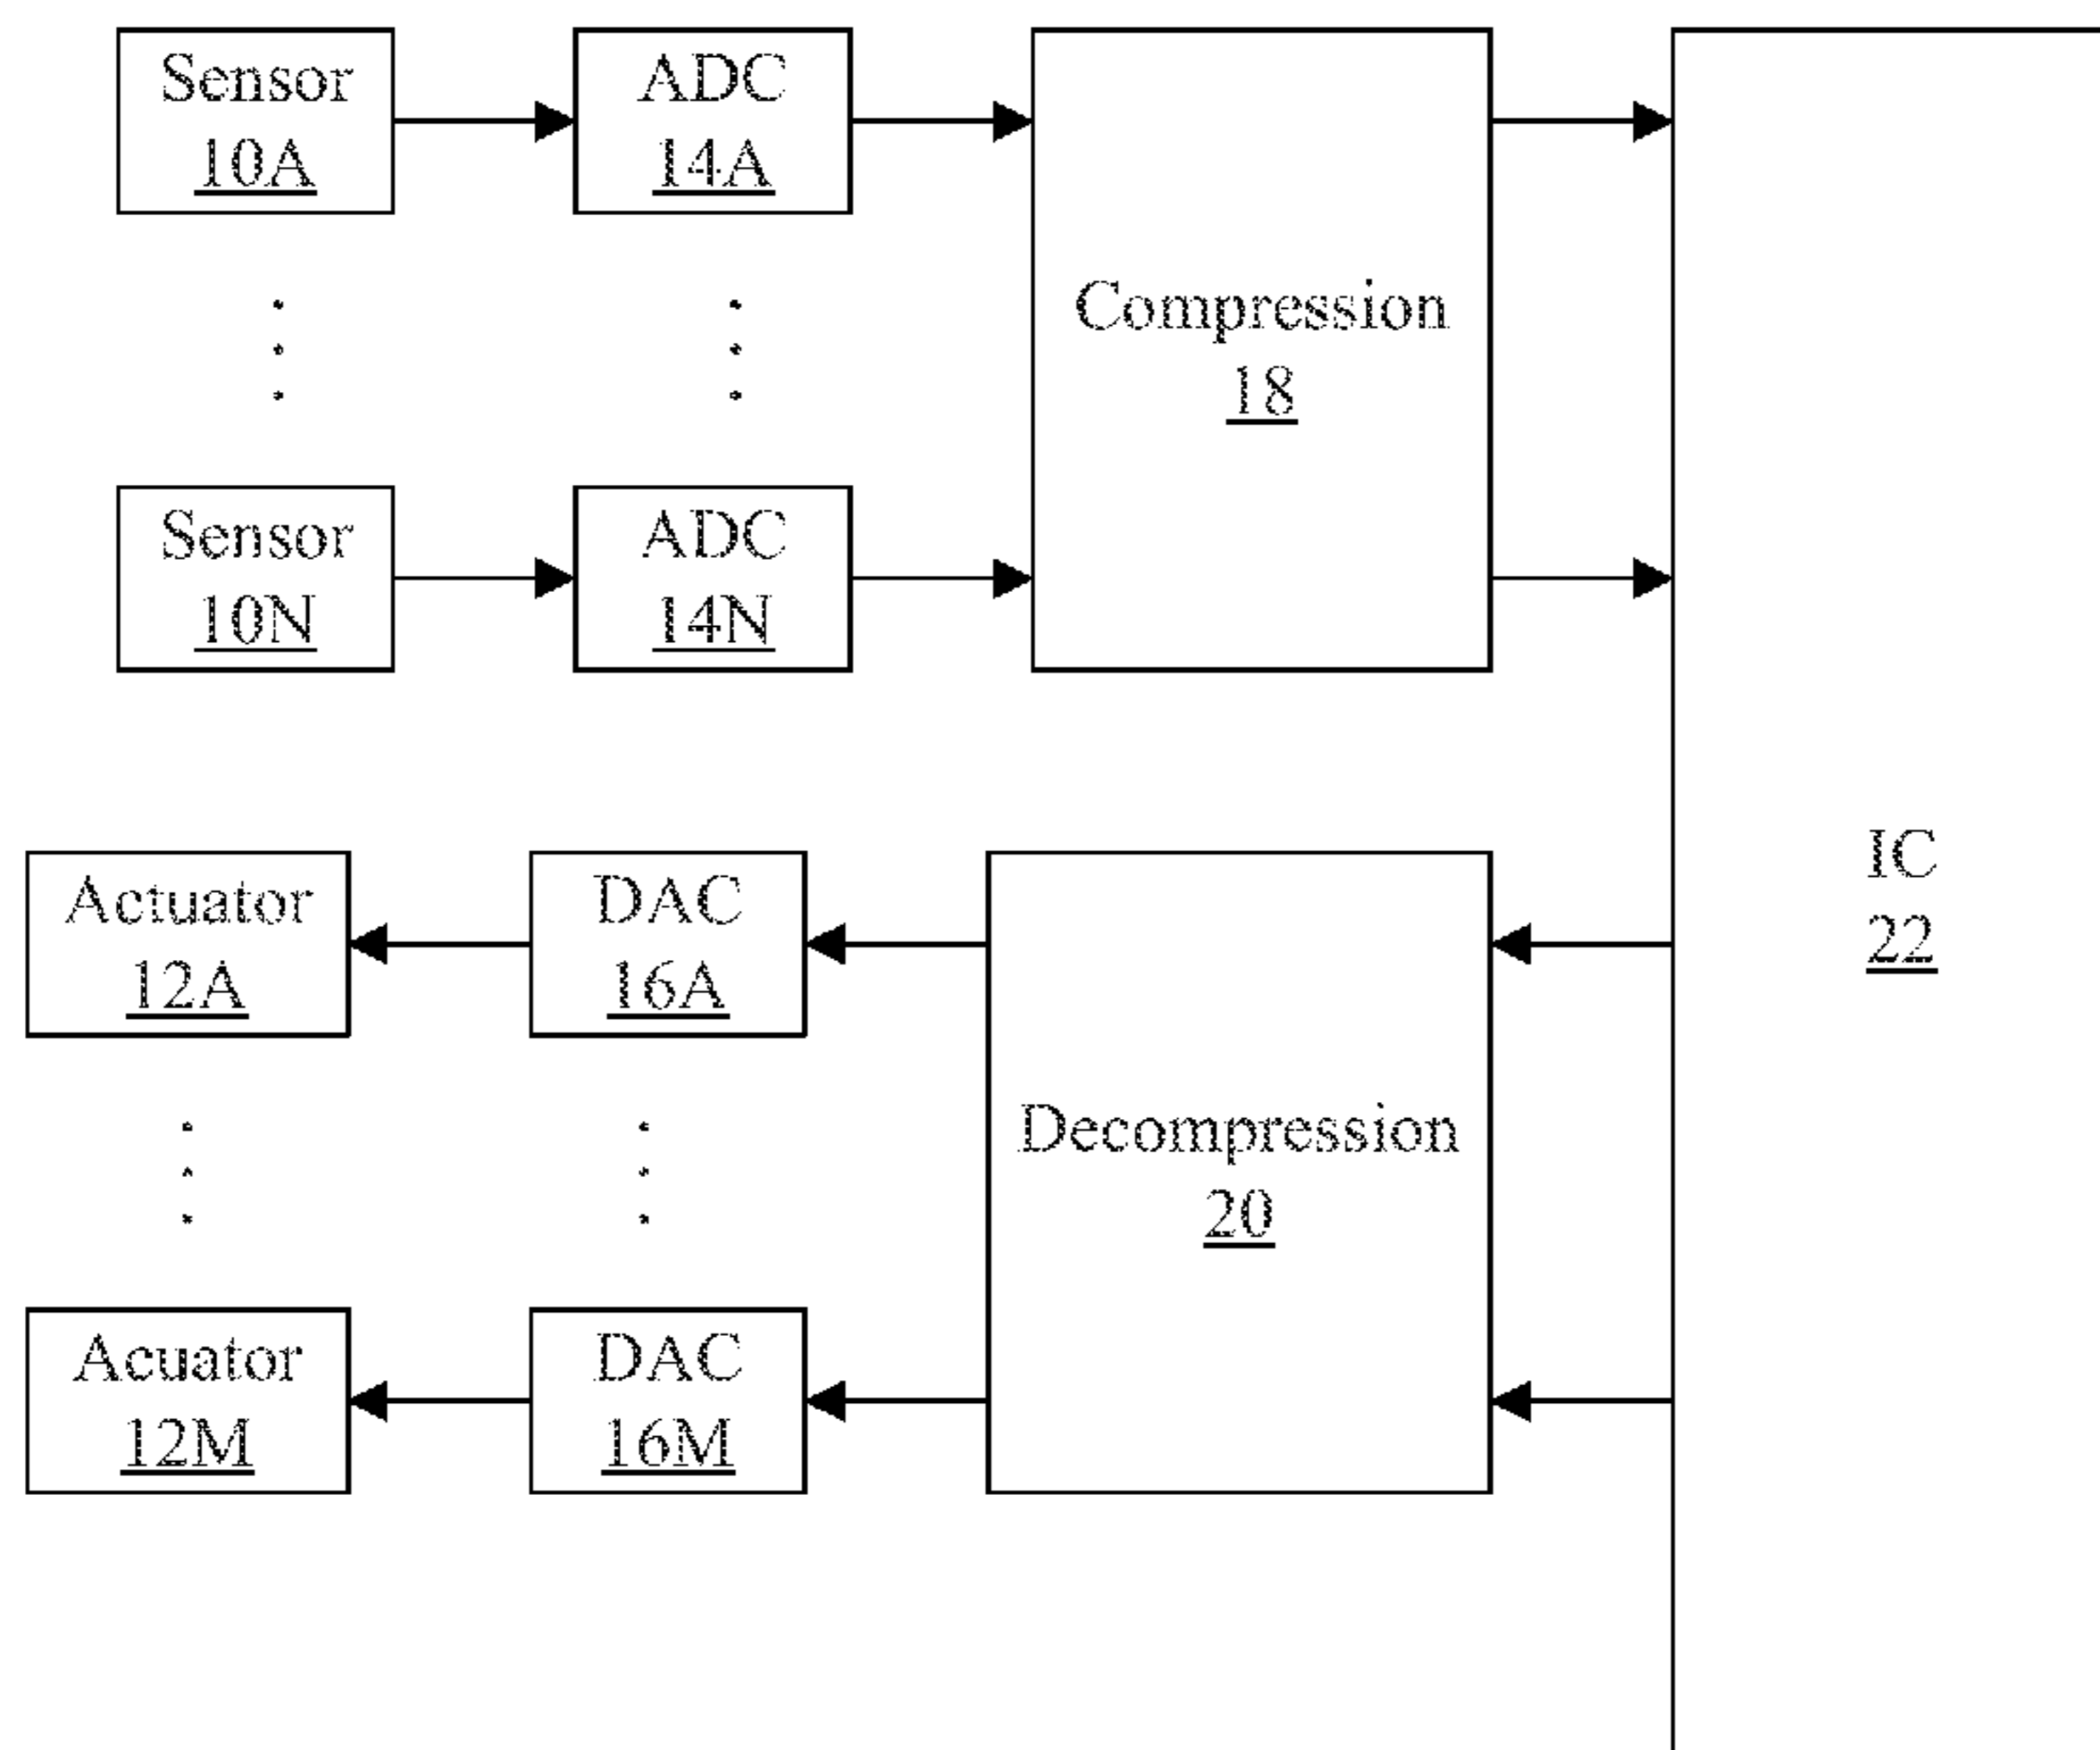 Sensor
10A
ADC
14A
Compression
18
Sensor
10N
ADC
14N
IC
22
Actuator
12A
DAC
16A
Decompression
20
Acuator
12M
DAC
16M